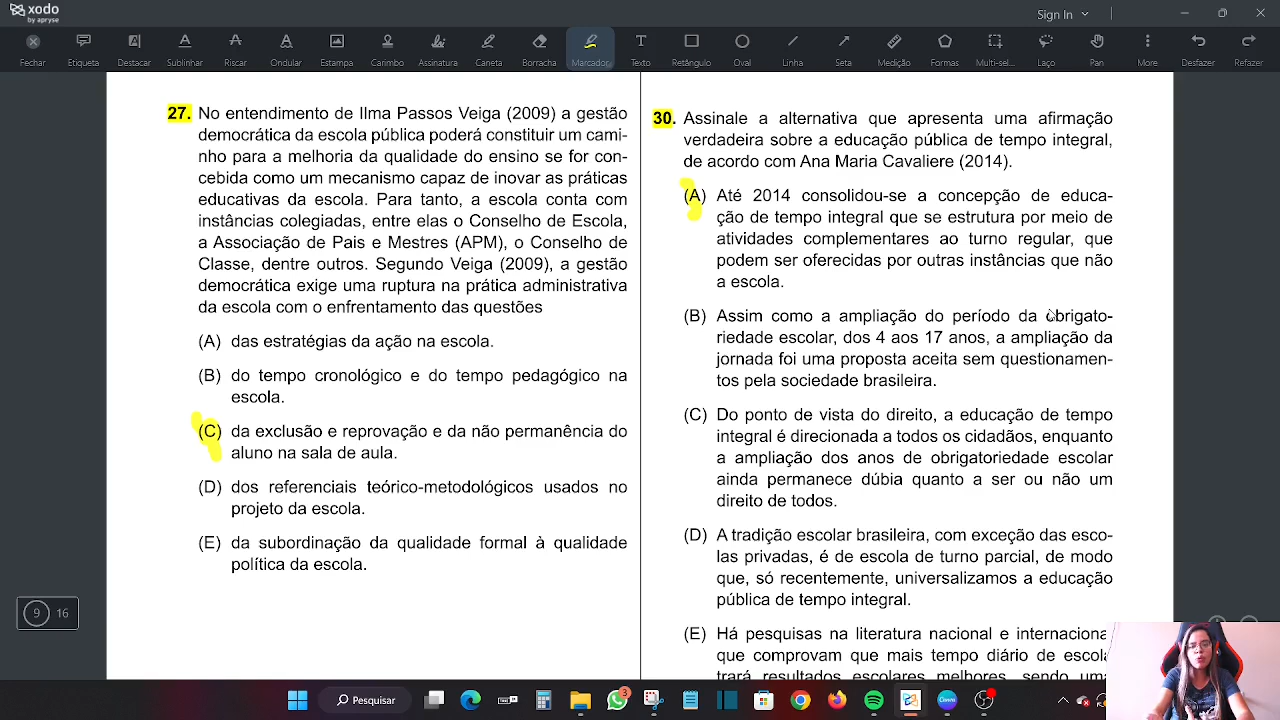 xodo
by apryse
Sign In
Fechar
Etiqueta
Destacar
Sublinhar
Riscar
Ondular
Estampa
Carimbo
Assinatura
Caneta
Borracha
Marcador
Texto
Retângulo
Oval
Linha
Seta
Medição
Formas
Seleção
Laço
Pan
Mais
Desfazer
Refazer
27. No entendimento de Ilma Passos Veiga (2009) a gestão
democrática da escola pública poderá constituir um cami-
nho para a melhoria da qualidade do ensino se for con-
cebida como um mecanismo capaz de inovar as práticas
educativas da escola. Para tanto, a escola conta com
instâncias colegiadas, entre elas o Conselho de Escola,
a Associação de Pais e Mestres (APM), o Conselho de
Classe, dentre outros. Segundo Veiga (2009), a gestão
democrática exige uma ruptura na prática administrativa
da escola com o enfrentamento das questões
(A) das estratégias da ação na escola.
(B) do tempo cronológico e do tempo pedagógico na
escola.
(C) da exclusão e reprovação e da não permanência do
aluno na sala de aula.
(D) dos referenciais teórico-metodológicos usados no
projeto da escola.
(E) da subordinação da qualidade formal à qualidade
política da escola.
30. Assinale a alternativa que apresenta uma afirmação
verdadeira sobre a educação pública de tempo integral,
de acordo com Ana Maria Cavaliere (2014).
(A) Até 2014 consolidou-se a concepção de educa-
ção de tempo integral que se estrutura por meio de
atividades complementares ao turno regular, que
podem ser oferecidas por outras instâncias que não
a escola.
(B) Assim como a ampliação do período da obrigato-
riedade escolar, dos 4 aos 17 anos, a ampliação da
jornada foi uma proposta aceita sem questionamen-
tos pela sociedade brasileira.
(C) Do ponto de vista do direito, a educação de tempo
integral é direcionada a todos os cidadãos, enquanto
a ampliação dos anos de obrigatoriedade escolar
ainda permanece dúbia quanto a ser ou não um
direito de todos.
(D) A tradição escolar brasileira, com exceção das esco-
las privadas, é de escola de turno parcial, de modo
que, só recentemente, universalizamos a educação
pública de tempo integral.
(E) Há pesquisas na literatura nacional e internaciona
que comprovam que mais tempo diário de escola
trará resultados escolares melhores, sendo uma
9 16
Pesquisar
3
Canva